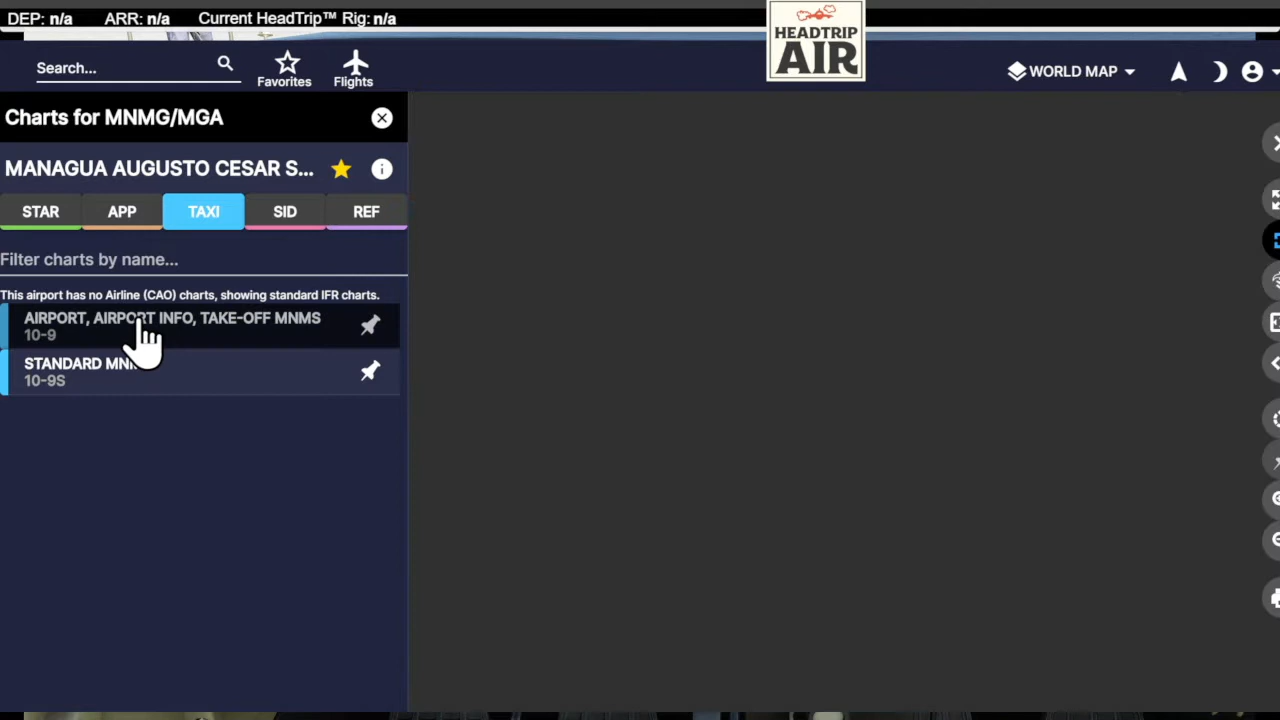 DEP: n/a ARR: n/a Current HeadTrip™ Rig: n/a
HEADTRIP
AIR
Search...
Favorites
Flights
WORLD MAP
Charts for MNMG/MGA
MANAGUA AUGUSTO CESAR S...
STAR APP TAXI SID REF
Filter charts by name...
This airport has no Airline (CAO) charts, showing standard IFR charts.
AIRPORT, AIRPORT INFO, TAKE-OFF MNMS
10-9
STANDARD
10-9S